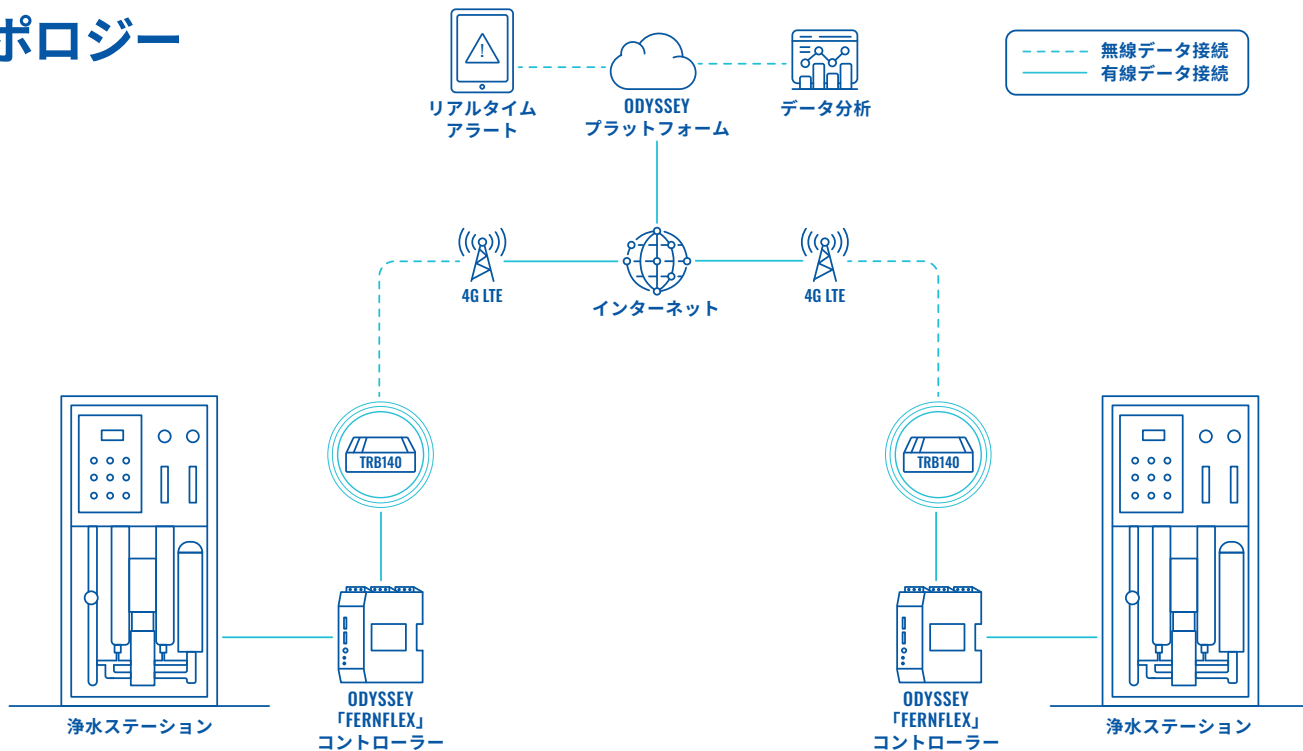 ポロジー
無線データ接続
有線データ接続
!
リアルタイム
アラート
ODYSSEY
プラットフォーム
データ分析
4G LTE
インターネット
4G LTE
TRB140
TRB140
浄水ステーション
ODYSSEY
「FERNFLEX」
コントローラー
ODYSSEY
「FERNFLEX」
コントローラー
浄水ステーション